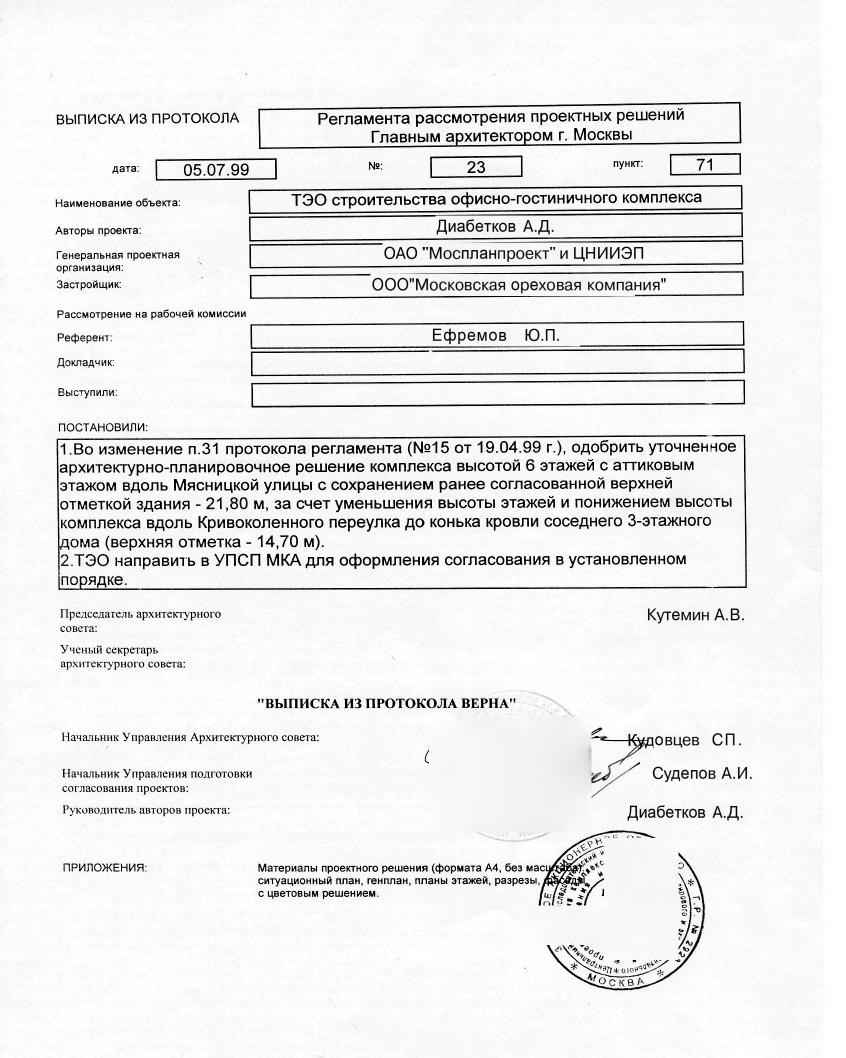 ВЫПИСКА ИЗ ПРОТОКОЛА
Регламента рассмотрения проектных решений
Главным архитектором г. Москвы
дата: 05.07.99 №: 23 пункт: 71
Наименование объекта: ТЭО строительства офисно-гостиничного комплекса
Авторы проекта: Диабетков А.Д.
Генеральная проектная
организация:
ОАО "Моспланпроект" и ЦНИИЭП
Застройщик: ООО"Московская ореховая компания"
Рассмотрение на рабочей комиссии
Референт: Ефремов Ю.П.
Докладчик:
Выступили:
ПОСТАНОВИЛИ:
1.Во изменение п.31 протокола регламента (№15 от 19.04.99 г.), одобрить уточненное
архитектурно-планировочное решение комплекса высотой 6 этажей с аттиковым
этажом вдоль Мясницкой улицы с сохранением ранее согласованной верхней
отметкой здания - 21,80 м, за счет уменьшения высоты этажей и понижением высоты
комплекса вдоль Кривоколенного переулка до конька кровли соседнего 3-этажного
дома (верхняя отметка - 14,70 м).
2.ТЭО направить в УПСП МКА для оформления согласования в установленном
порядке.
Председатель архитектурного
совета:
Кутемин А.В.
Ученый секретарь
архитектурного совета:
"ВЫПИСКА ИЗ ПРОТОКОЛА ВЕРНА"
Начальник Управления Архитектурного совета: Кудовцев СП.
Начальник Управления подготовки
согласования проектов:
Судепов А.И.
Руководитель авторов проекта: Диабетков А.Д.
ПРИЛОЖЕНИЯ:
Материалы проектного решения (формата А4, без масштаба)
ситуационный план, генплан, планы этажей, разрезы, фасады
с цветовым решением.
МОСКВА